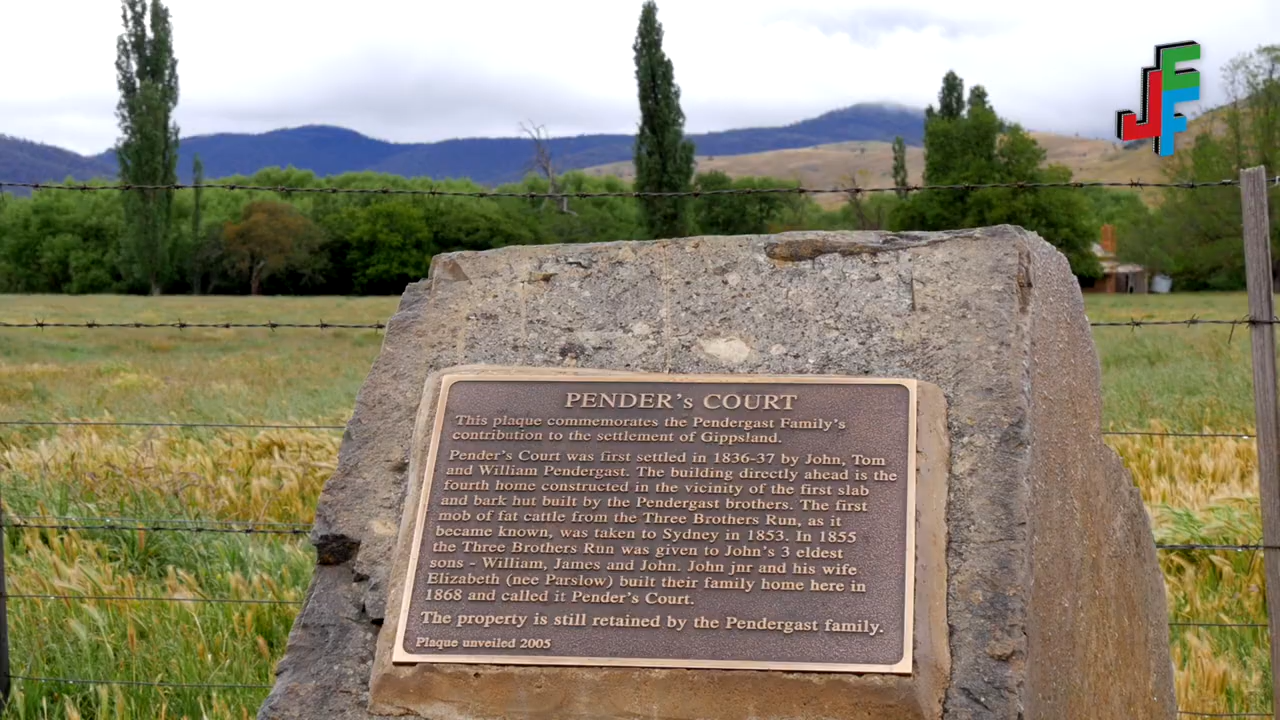 JFF
PENDER's COURT
This plaque commemorates the Pendergast Family's
contribution to the settlement of Gippsland.
Pender's Court was first settled in 1836-37 by John, Tom
and William Pendergast. The building directly ahead is the
fourth home constructed in the vicinity of the first slab
and bark hut built by the Pendergast brothers. The first
mob of fat cattle from the Three Brothers Run, as it
became known, was taken to Sydney in 1853. In 1855
the Three Brothers Run was given to John's 3 eldest
sons - William, James and John. John jnr and his wife
Elizabeth (nee Parslow) built their family home here in
1868 and called it Pender's Court.
The property is still retained by the Pendergast family.
Plaque unveiled 2005